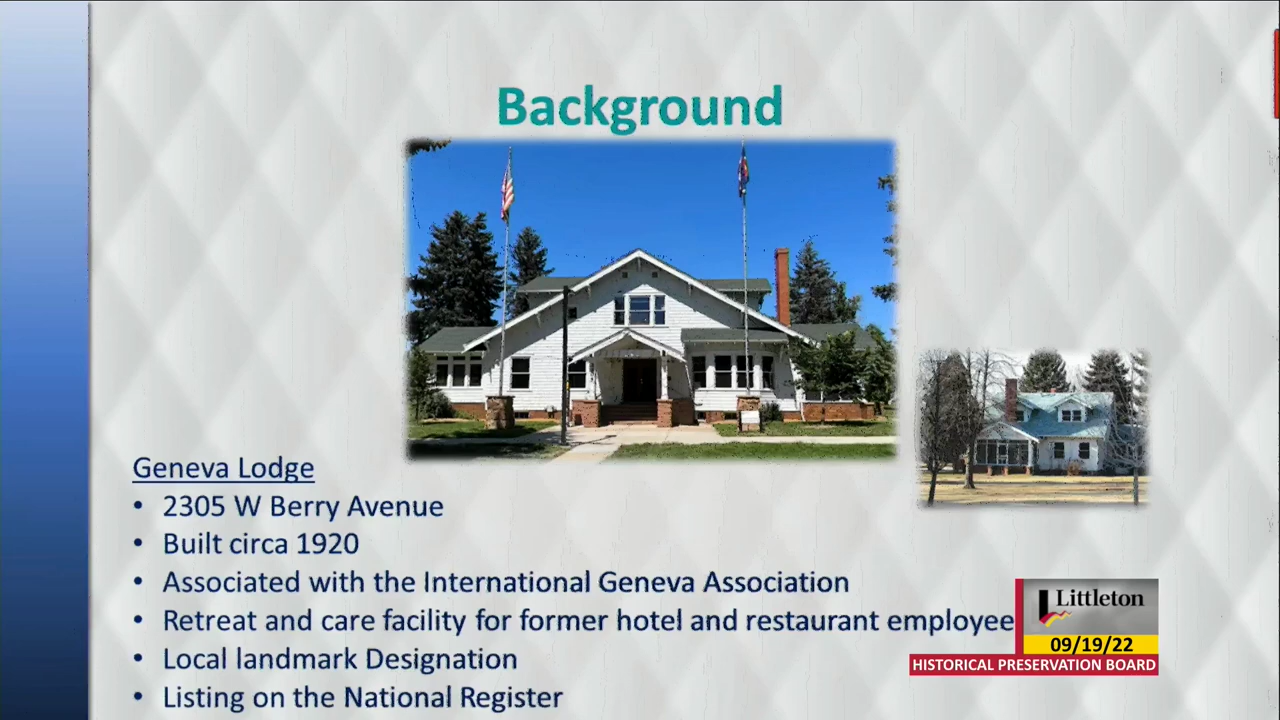 Background
Geneva Lodge
• 2305 W Berry Avenue
• Built circa 1920
• Associated with the International Geneva Association
• Retreat and care facility for former hotel and restaurant employee
• Local landmark Designation
• Listing on the National Register
Littleton
09/19/22
HISTORICAL PRESERVATION BOARD